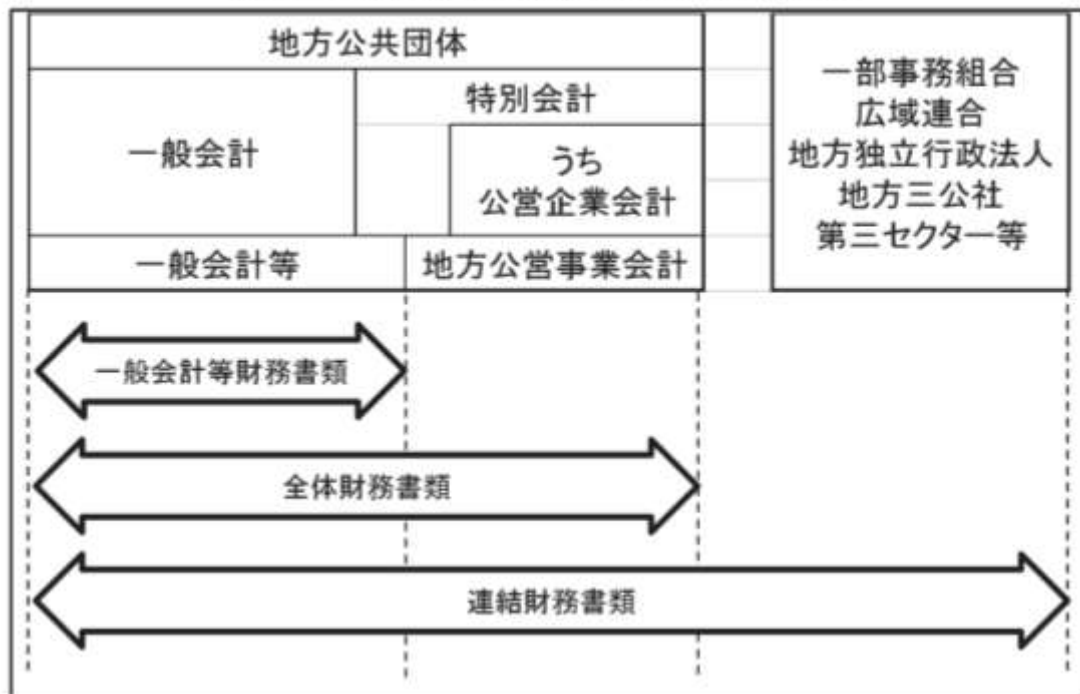 地方公共団体
一般会計
特別会計
うち
公営企業会計
一般会計等
地方公営事業会計
一部事務組合
広域連合
地方独立行政法人
地方三公社
第三セクター等
一般会計等財務書類
全体財務書類
連結財務書類